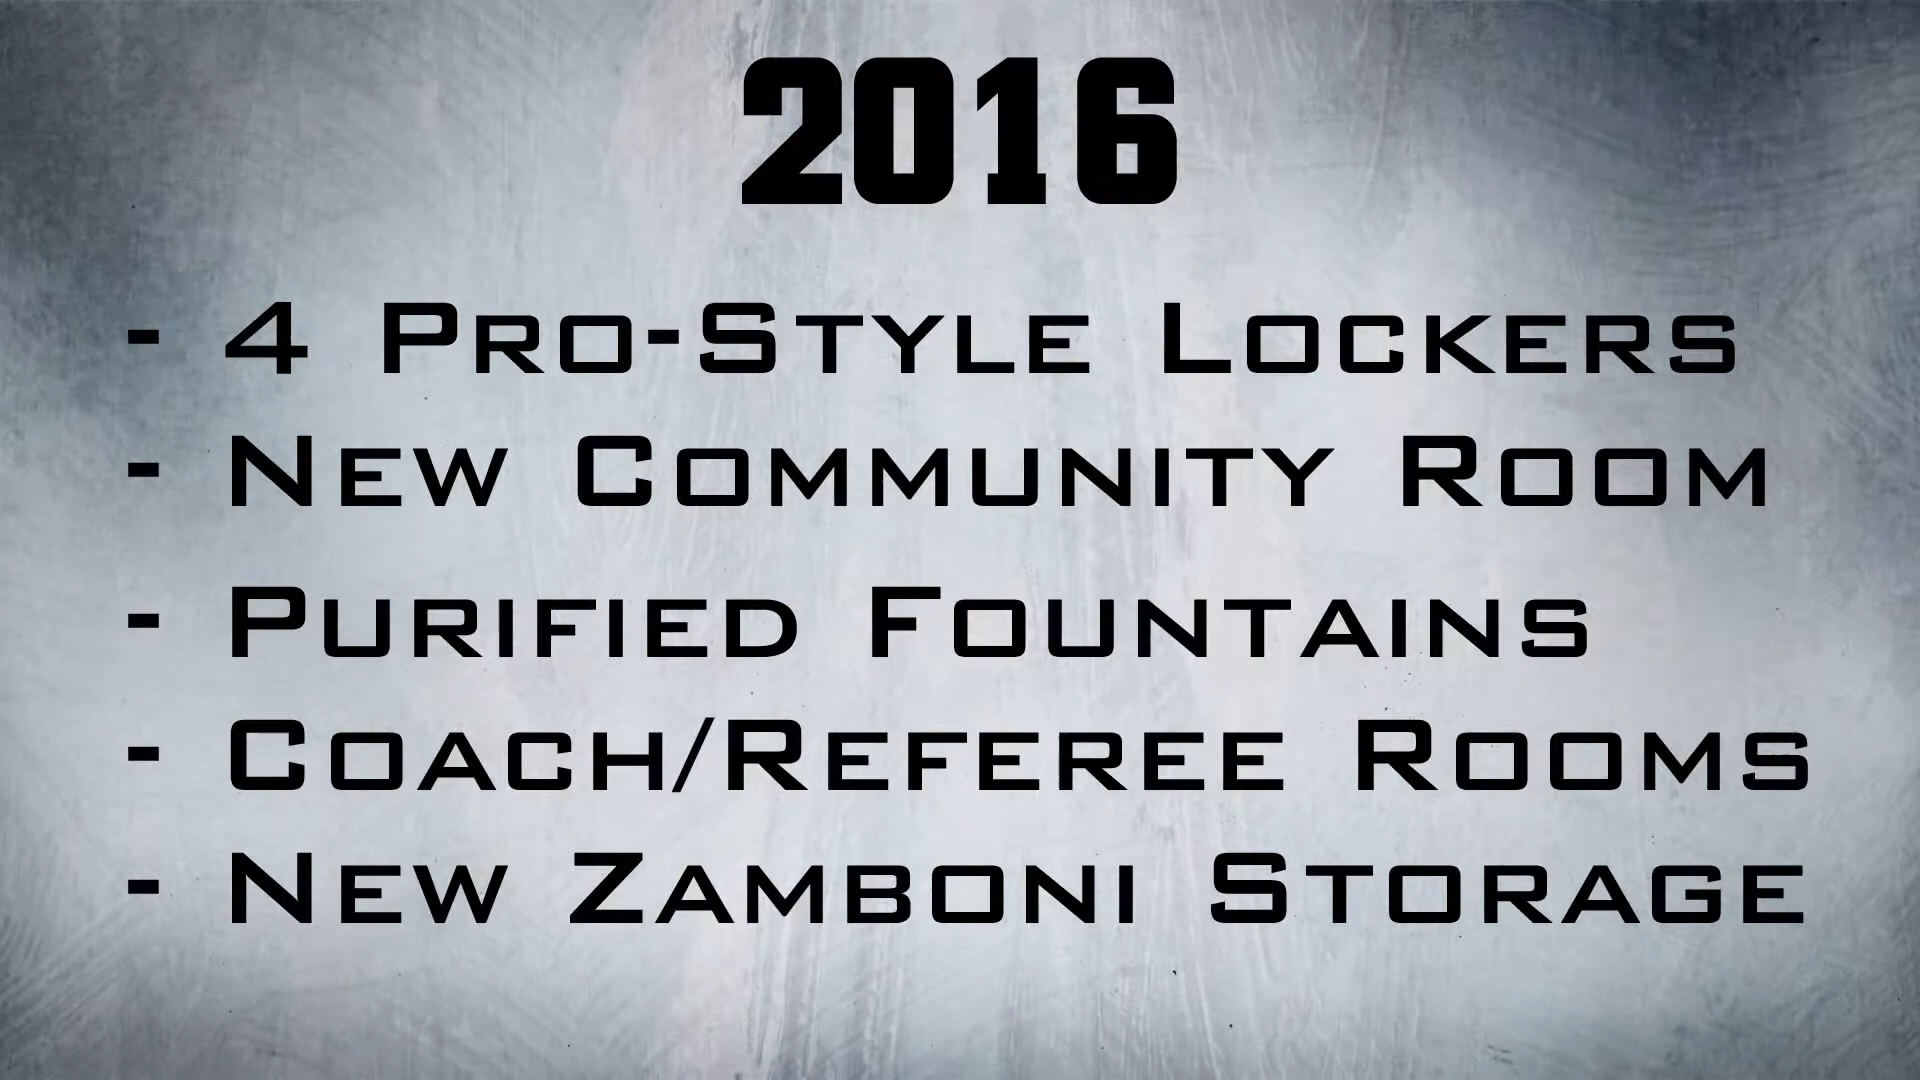 2016
- 4 Pro-Style Lockers
- New Community Room
- Purified Fountains
- Coach/Referee Rooms
- New Zamboni Storage